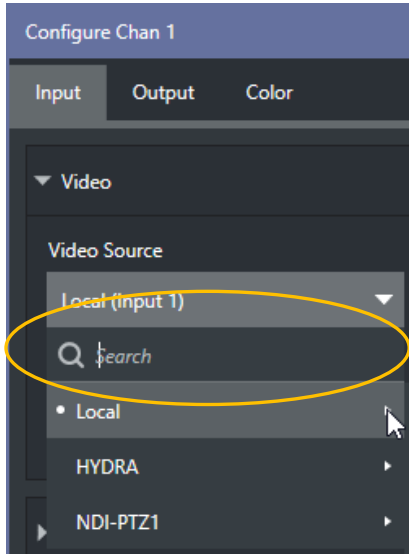 Configure Chan 1
Input Output Color
Video
Video Source
Local (Input 1)
Search
Local
HYDRA
NDI-PTZ1